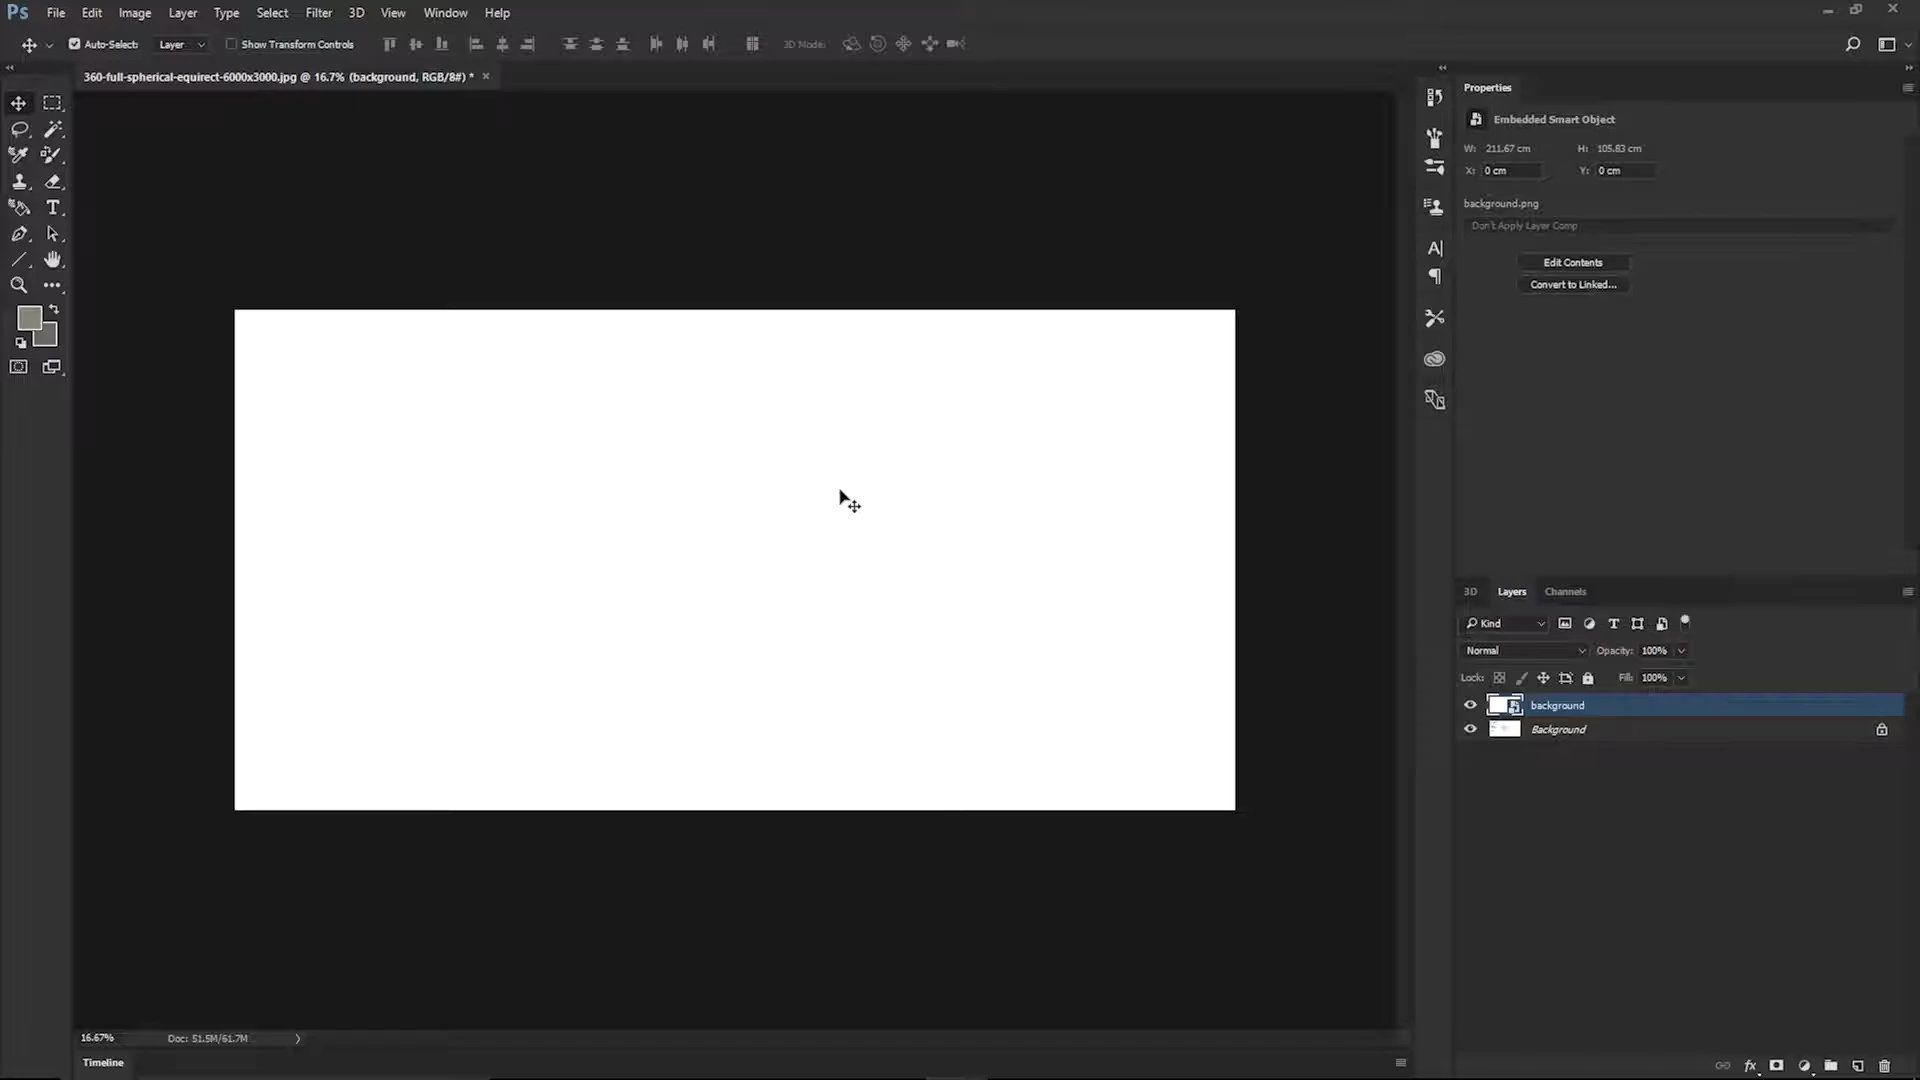 Ps File Edit Image Layer Type Select Filter 3D View Window Help
Auto-Select: Layer Show Transform Controls 3D Mode:
360-full-spherical-equirect-6000x3000.jpg @ 16.7% (background, RGB/8#) *
Properties
Embedded Smart Object
W: 211.67 cm H: 105.83 cm
X: 0 cm Y: 0 cm
background.png
Don't Apply Layer Comp
Edit Contents
Convert to Linked...
3D Layers Channels
Kind
Normal Opacity: 100%
Lock: Fill: 100%
background
Background
16.67% Doc: 51.5M/61.7M
Timeline